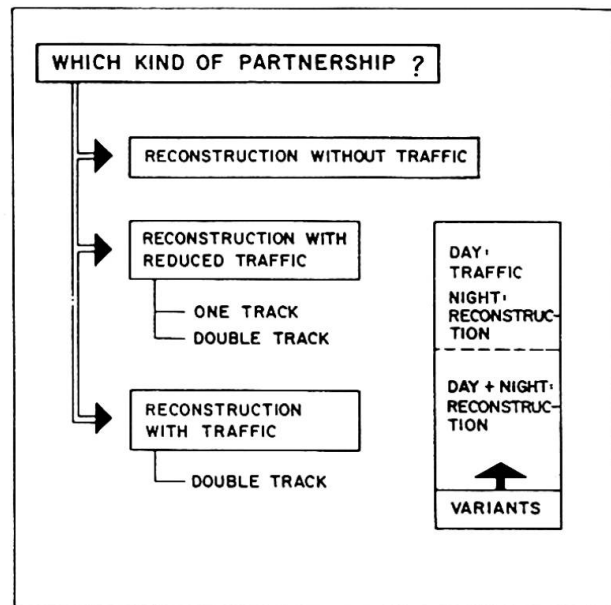 WHICH KIND OF PARTNERSHIP ?
RECONSTRUCTION WITHOUT TRAFFIC
RECONSTRUCTION WITH
REDUCED TRAFFIC
ONE TRACK
DOUBLE TRACK
RECONSTRUCTION
WITH TRAFFIC
DOUBLE TRACK
DAY:
TRAFFIC
NIGHT:
RECONSTRUC-
TION
DAY + NIGHT:
RECONSTRUC-
TION
VARIANTS